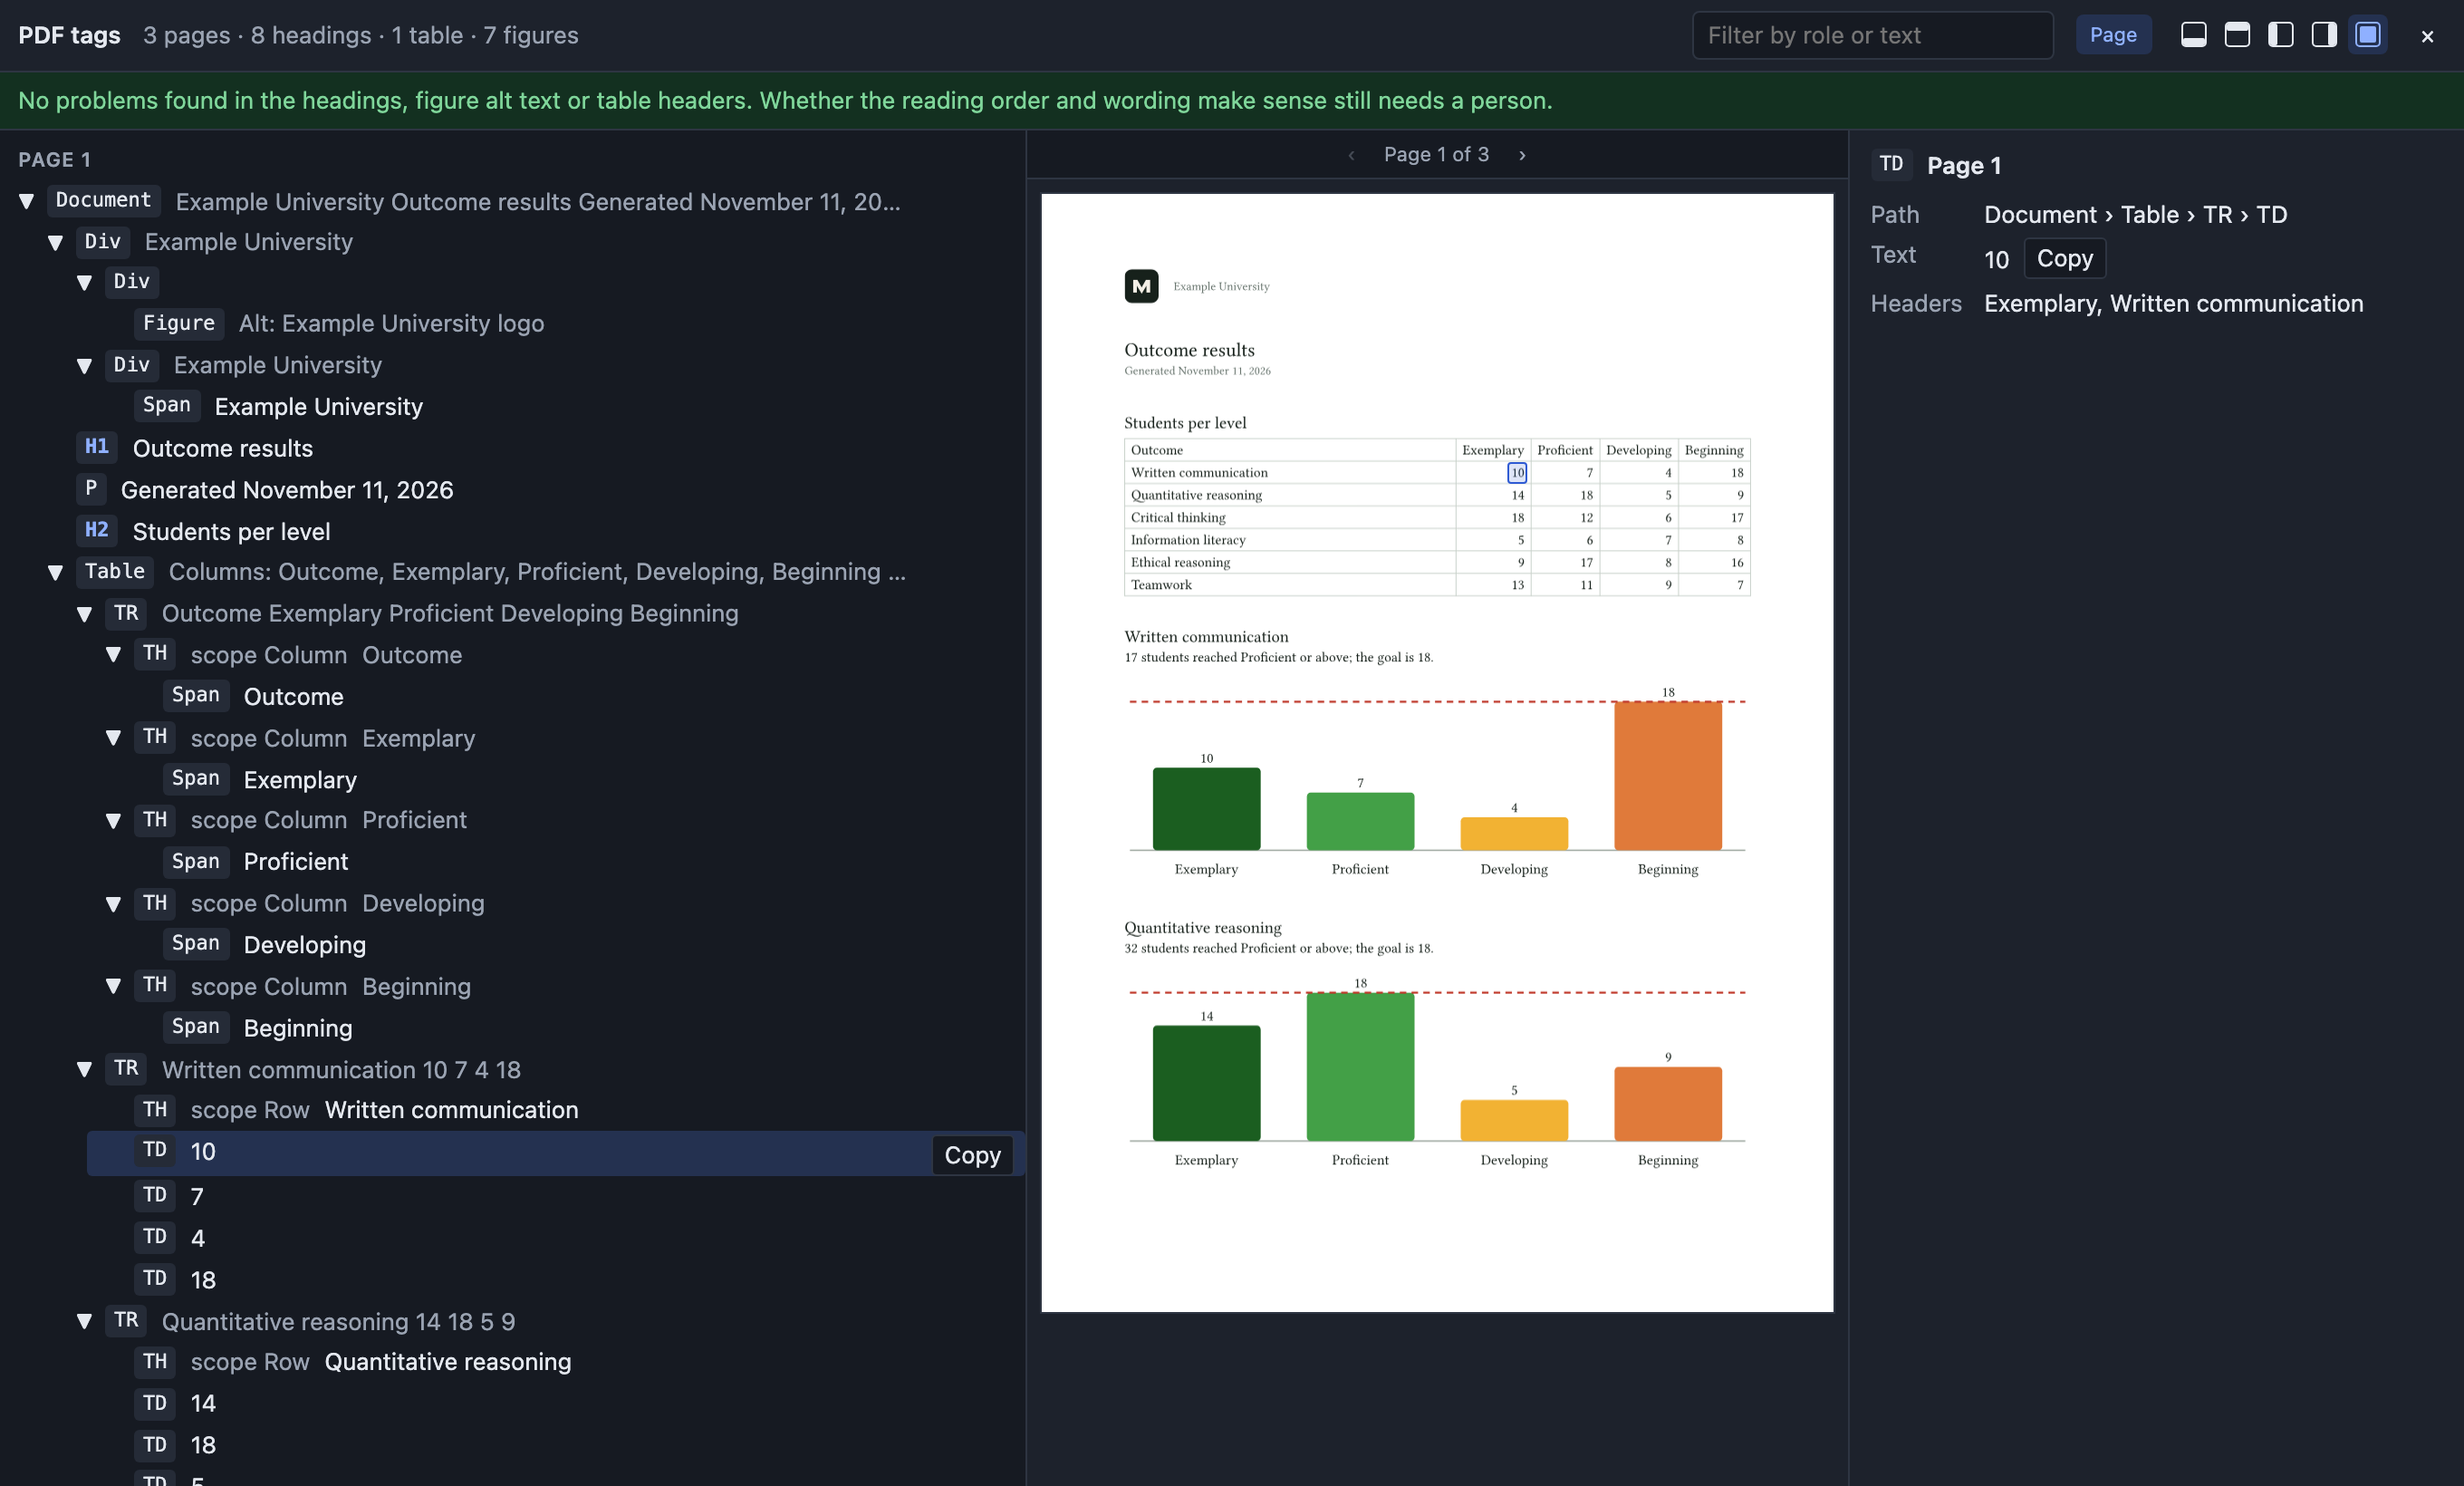 PDF tags 3 pages · 8 headings · 1 table · 7 figures
Filter by role or text
Page
×
No problems found in the headings, figure alt text or table headers. Whether the reading order and wording make sense still needs a person.
PAGE 1
Document Example University Outcome results Generated November 11, 20...
Div Example University
Div
Figure Alt: Example University logo
Div Example University
Span Example University
H1 Outcome results
P Generated November 11, 2026
H2 Students per level
Table Columns: Outcome, Exemplary, Proficient, Developing, Beginning ...
TR Outcome Exemplary Proficient Developing Beginning
TH scope Column Outcome
Span Outcome
TH scope Column Exemplary
Span Exemplary
TH scope Column Proficient
Span Proficient
TH scope Column Developing
Span Developing
TH scope Column Beginning
Span Beginning
TR Written communication 10 7 4 18
TH scope Row Written communication
TD 10 Copy
TD 7
TD 4
TD 18
TR Quantitative reasoning 14 18 5 9
TH scope Row Quantitative reasoning
TD 14
TD 18
TD 5
‹ Page 1 of 3 ›
M Example University
Outcome results
Generated November 11, 2026
Students per level
Outcome Exemplary Proficient Developing Beginning
Written communication 10 7 4 18
Quantitative reasoning 14 18 5 9
Critical thinking 18 12 6 17
Information literacy 5 6 7 8
Ethical reasoning 9 17 8 16
Teamwork 13 11 9 7
Written communication
17 students reached Proficient or above; the goal is 18.
10 7 4 18
Exemplary Proficient Developing Beginning
Quantitative reasoning
32 students reached Proficient or above; the goal is 18.
14 18 5 9
Exemplary Proficient Developing Beginning
TD Page 1
Path Document › Table › TR › TD
Text 10 Copy
Headers Exemplary, Written communication